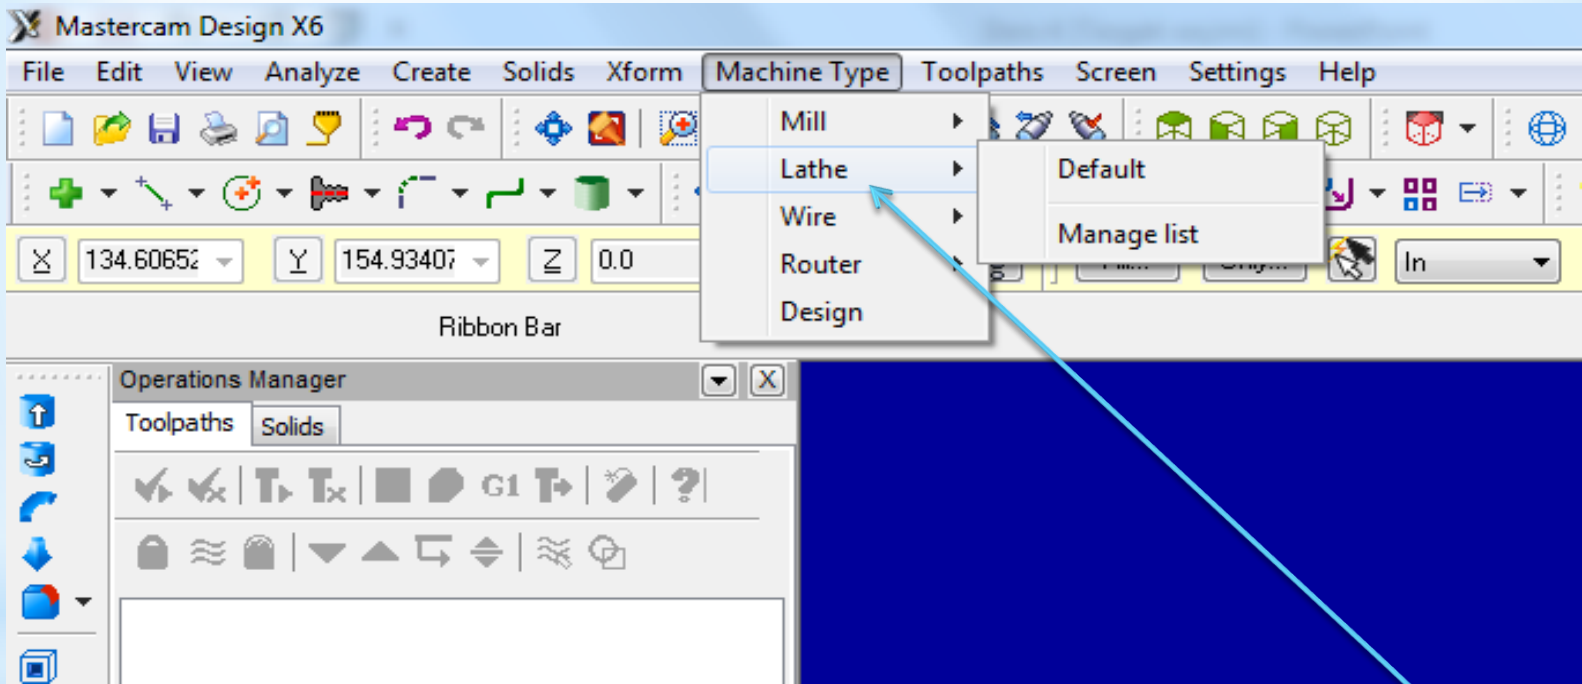 Mastercam Design X6
File Edit View Analyze Create Solids Xform Machine Type Toolpaths Screen Settings Help
Mill
Lathe
Default
Wire
Manage list
Router
Design
X 134.60652 Y 154.93407 Z 0.0 In
Ribbon Bar
Operations Manager X
Toolpaths Solids
G1